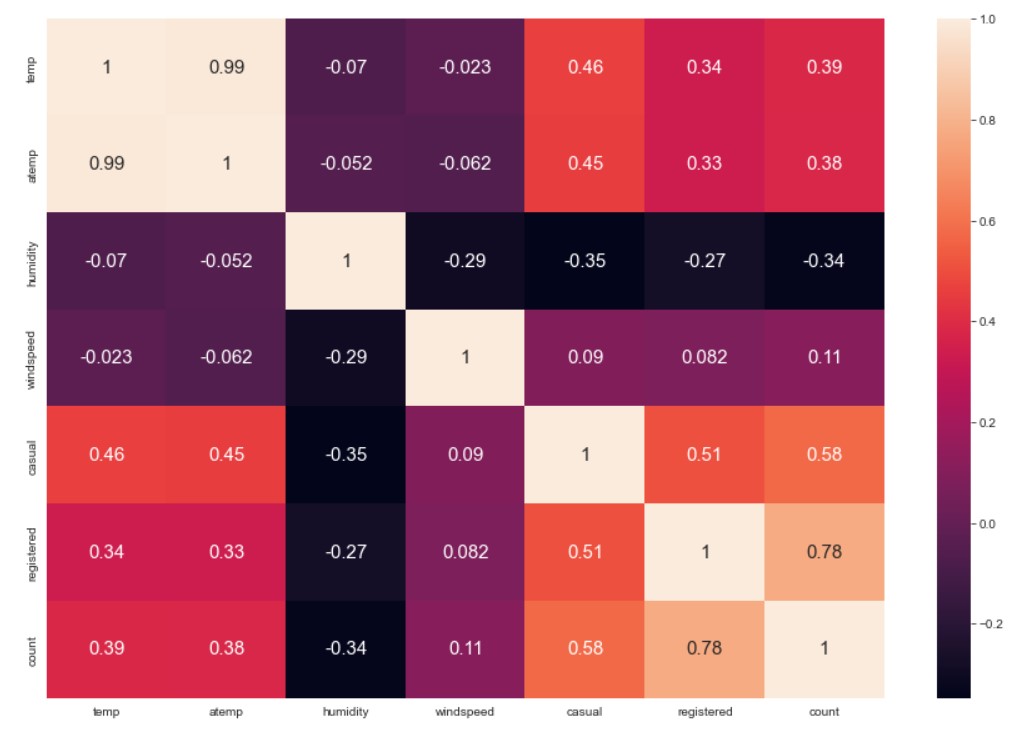 temp 1 0.99 -0.07 -0.023 0.46 0.34 0.39
atemp 0.99 1 -0.052 -0.062 0.45 0.33 0.38
humidity -0.07 -0.052 1 -0.29 -0.35 -0.27 -0.34
windspeed -0.023 -0.062 -0.29 1 0.09 0.082 0.11
casual 0.46 0.45 -0.35 0.09 1 0.51 0.58
registered 0.34 0.33 -0.27 0.082 0.51 1 0.78
count 0.39 0.38 -0.34 0.11 0.58 0.78 1
temp atemp humidity windspeed casual registered count
1.0
0.8
0.6
0.4
0.2
0.0
-0.2